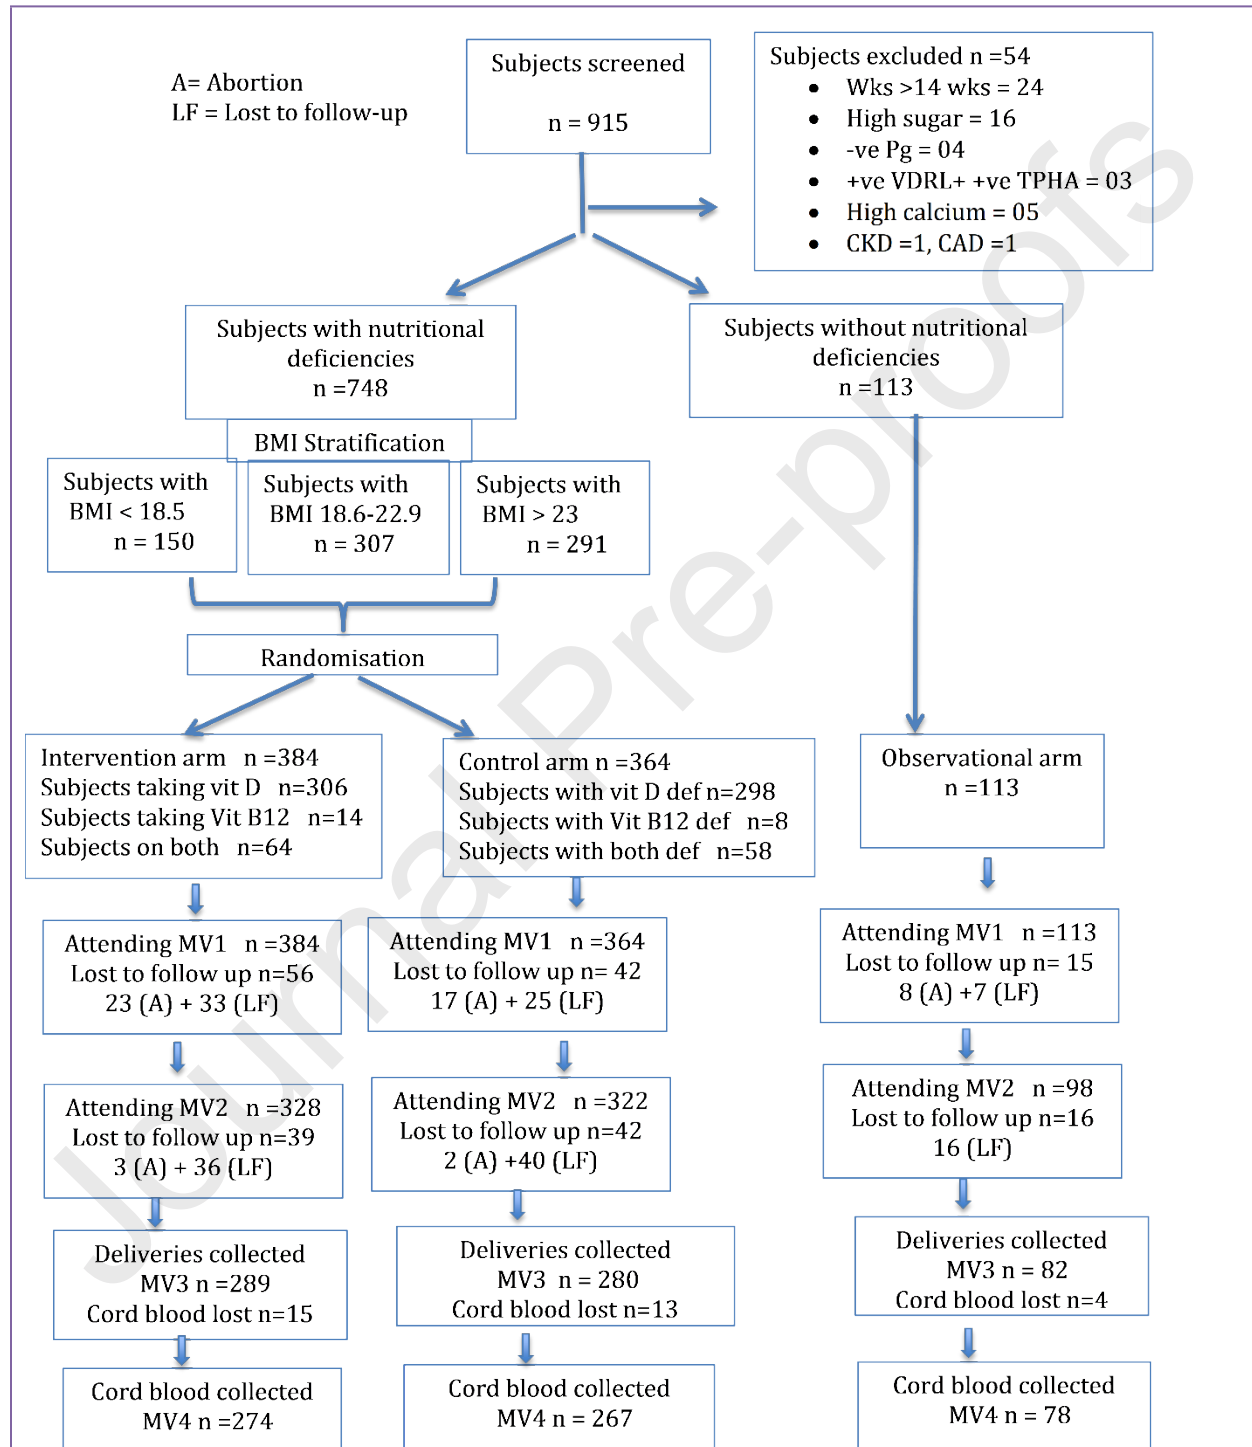 A= Abortion
LF = Lost to follow-up
Subjects screened
n = 915
Subjects excluded n =54
• Wks >14 wks = 24
• High sugar = 16
• -ve Pg = 04
• +ve VDRL+ +ve TPHA = 03
• High calcium = 05
• CKD =1, CAD =1
Subjects with nutritional
deficiencies
n =748
Subjects without nutritional
deficiencies
n =113
BMI Stratification
Subjects with
BMI < 18.5
n = 150
Subjects with
BMI 18.6-22.9
n = 307
Subjects with
BMI > 23
n = 291
Randomisation
Intervention arm n =384
Subjects taking vit D n=306
Subjects taking Vit B12 n=14
Subjects on both n=64
Control arm n =364
Subjects with vit D def n=298
Subjects with Vit B12 def n=8
Subjects with both def n=58
Observational arm
n =113
Attending MV1 n =384
Lost to follow up n=56
23 (A) + 33 (LF)
Attending MV1 n =364
Lost to follow up n= 42
17 (A) + 25 (LF)
Attending MV1 n =113
Lost to follow up n= 15
8 (A) +7 (LF)
Attending MV2 n =328
Lost to follow up n=39
3 (A) + 36 (LF)
Attending MV2 n =322
Lost to follow up n=42
2 (A) +40 (LF)
Attending MV2 n =98
Lost to follow up n=16
16 (LF)
Deliveries collected
MV3 n =289
Cord blood lost n=15
Deliveries collected
MV3 n = 280
Cord blood lost n=13
Deliveries collected
MV3 n = 82
Cord blood lost n=4
Cord blood collected
MV4 n =274
Cord blood collected
MV4 n = 267
Cord blood collected
MV4 n = 78
Journal Pre-proofs